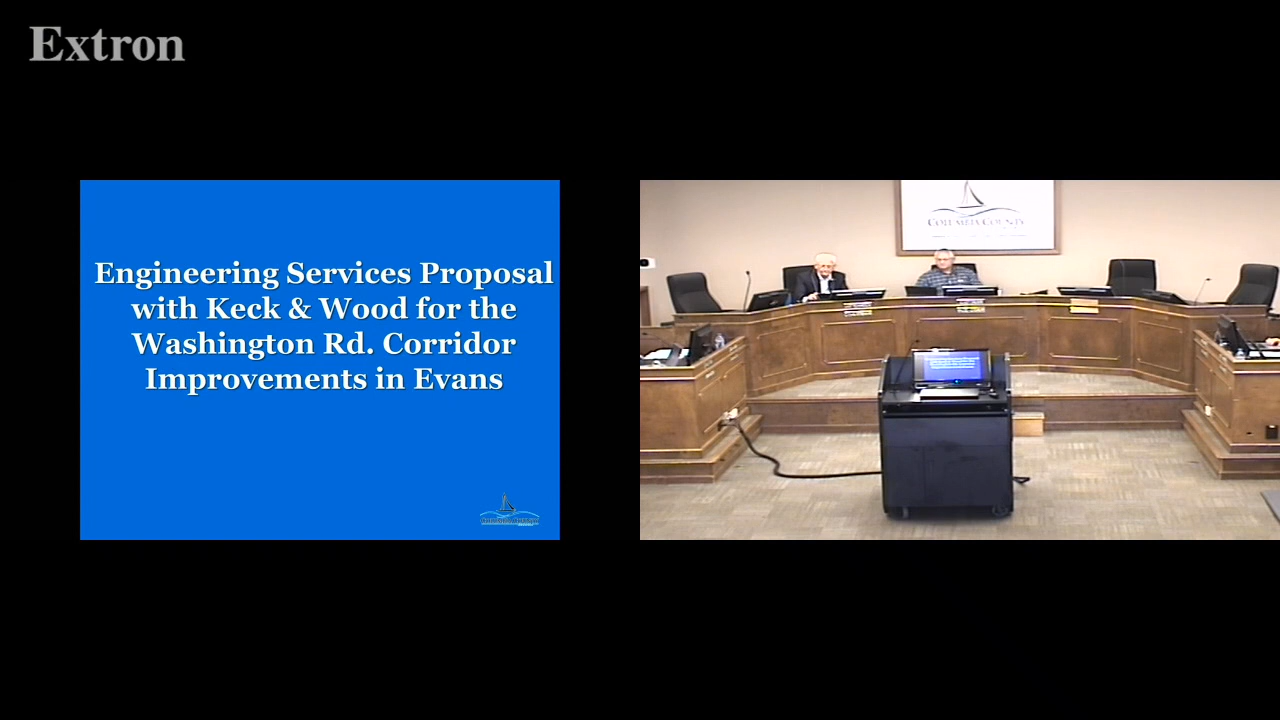 Extron
Engineering Services Proposal
with Keck & Wood for the
Washington Rd. Corridor
Improvements in Evans
COLUMBIA COUNTY